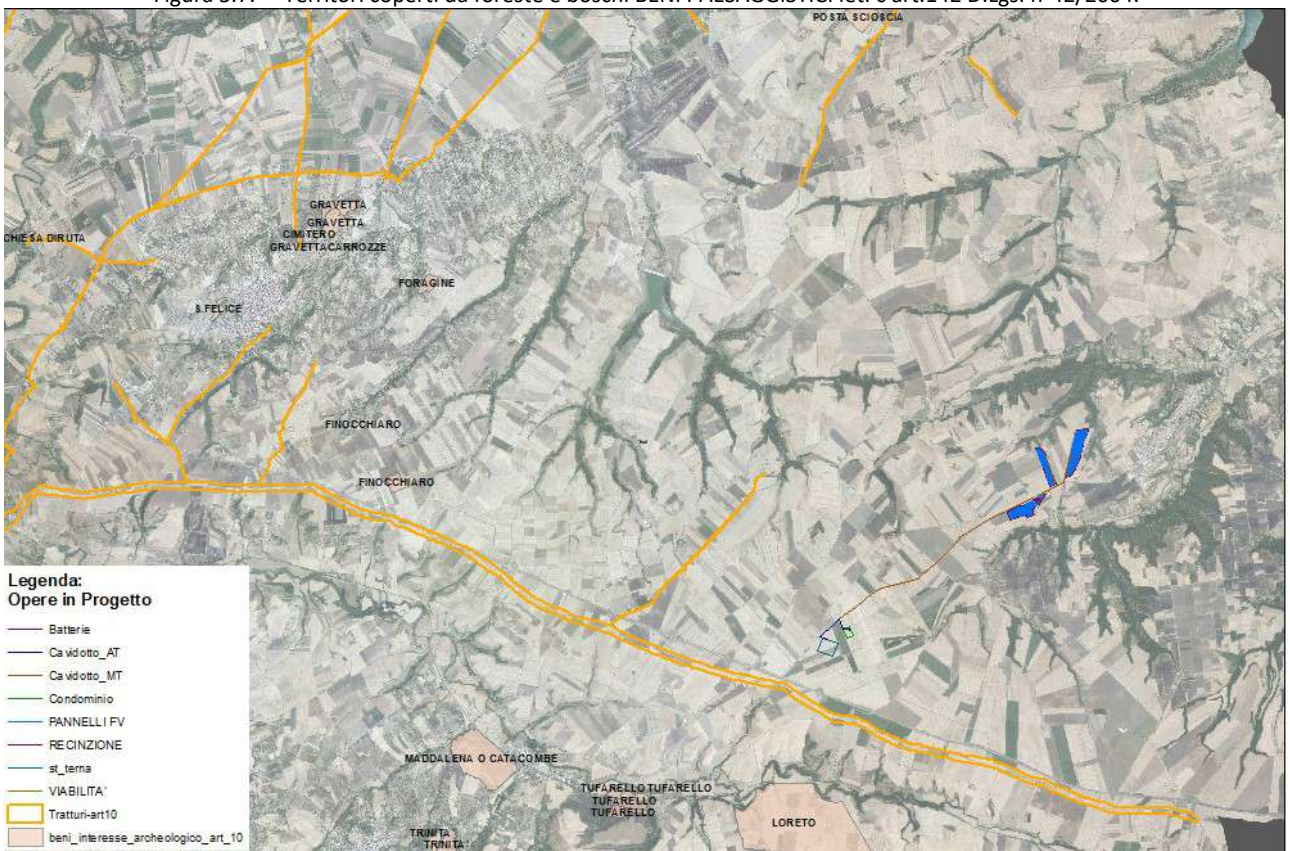 POSTA SCIOSCIA
GRAVETTA
GRAVETTA
CIMITERO
GRAVETTACARROZZE
CHIESA DIRUTA
FORAGINE
S.FELICE
FINOCCHIARO
FINOCCHIARO
MADDALENA O CATACOMBE
TUFARELLO TUFARELLO
TUFARELLO
TUFARELLO
LORETO
TRINITA'
TRINITA'
Legenda:
Opere in Progetto
Batterie
Cavidotto_AT
Cavidotto_MT
Condominio
PANNELLI FV
RECINZIONE
st_terna
VIABILITA'
Tratturi-art10
beni_interesse_archeologico_art_10